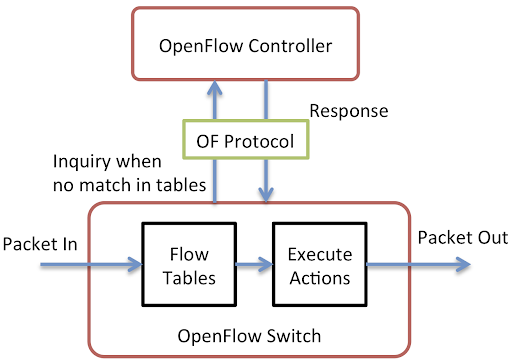 OpenFlow Controller
Response
OF Protocol
Inquiry when
no match in tables
Packet In
Flow
Tables
Execute
Actions
Packet Out
OpenFlow Switch